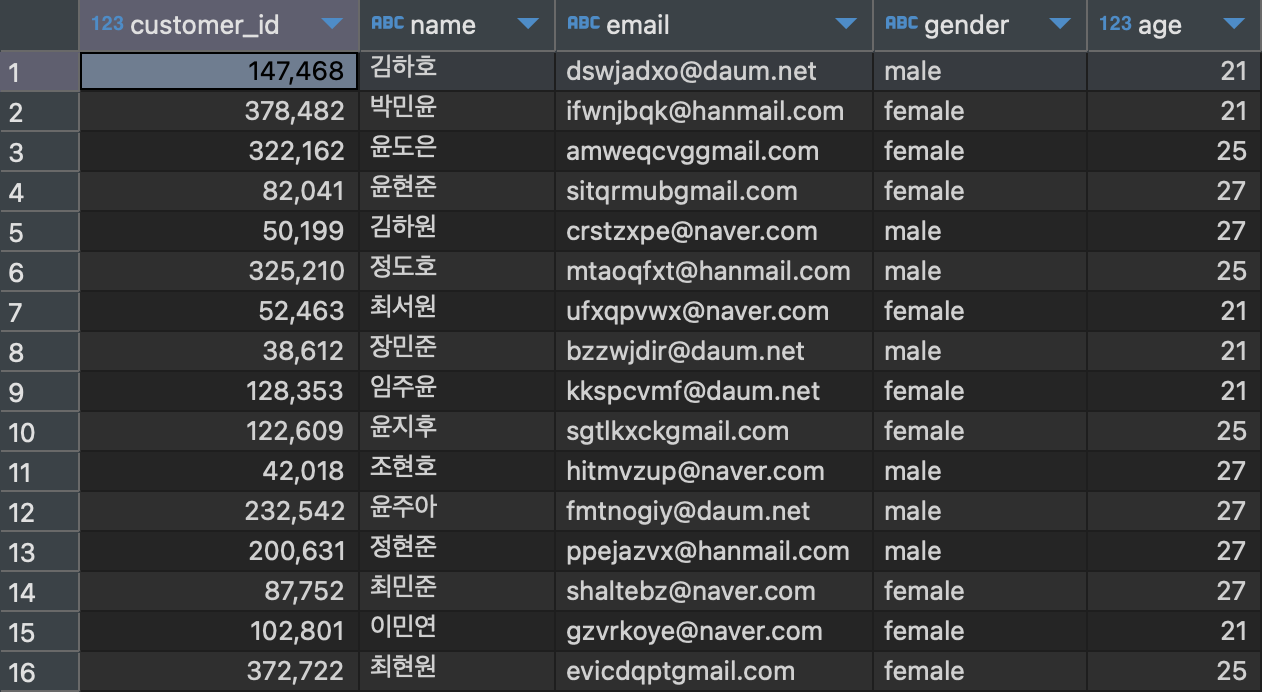 123 customer_id ABC name ABC email ABC gender 123 age
1 147,468 김하호 dswjadxo@daum.net male 21
2 378,482 박민윤 ifwnjbqk@hanmail.com female 21
3 322,162 윤도은 amweqcvggmail.com female 25
4 82,041 윤현준 sitqrmubgmail.com female 27
5 50,199 김하원 crstzxpe@naver.com male 27
6 325,210 정도호 mtaoqfxt@hanmail.com male 25
7 52,463 최서원 ufxqpvwx@naver.com female 21
8 38,612 장민준 bzzwjdir@daum.net male 21
9 128,353 임주윤 kkspcvmf@daum.net female 21
10 122,609 윤지후 sgtlkxckgmail.com female 25
11 42,018 조현호 hitmvzup@naver.com male 27
12 232,542 윤주아 fmtnogiy@daum.net male 27
13 200,631 정현준 ppejazvx@hanmail.com male 27
14 87,752 최민준 shaltebz@naver.com female 27
15 102,801 이민연 gzvrkoye@naver.com female 21
16 372,722 최현원 evicdqptgmail.com female 25